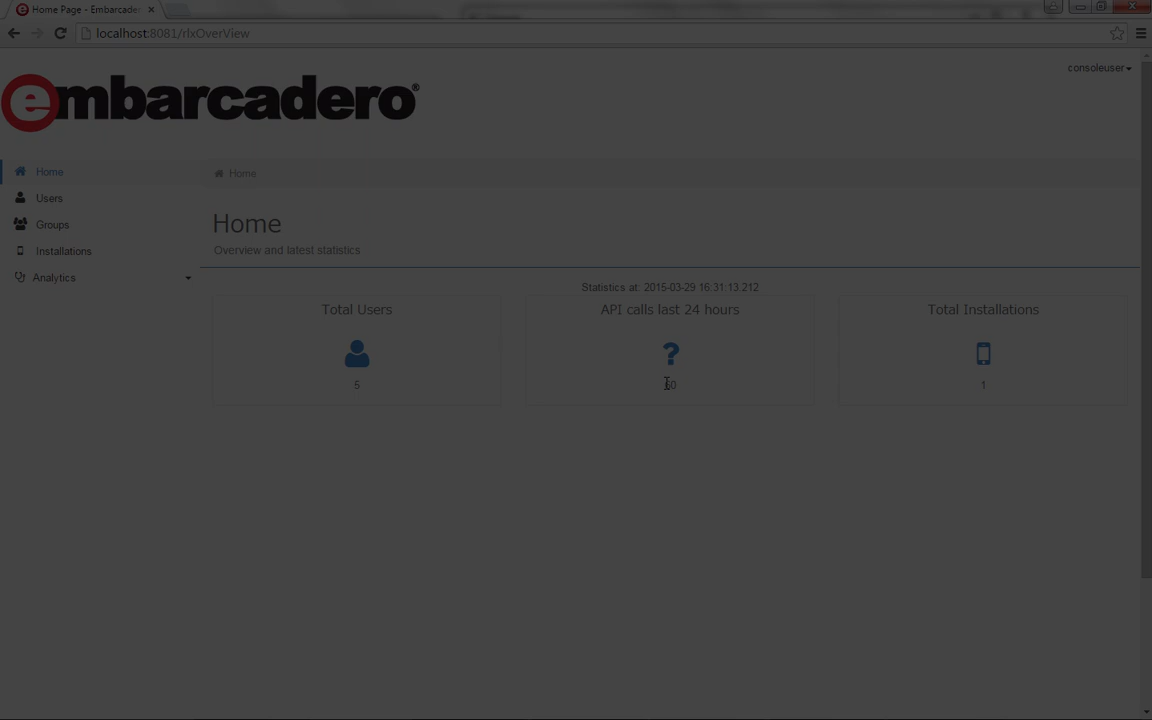 Home Page - Embarcader
localhost:8081/rlxOverView
consoleuser
embarcadero®
Home
Users
Groups
Installations
Analytics
Home
Home
Overview and latest statistics
Statistics at: 2015-03-29 16:31:13.212
Total Users
5
API calls last 24 hours
Total Installations
1